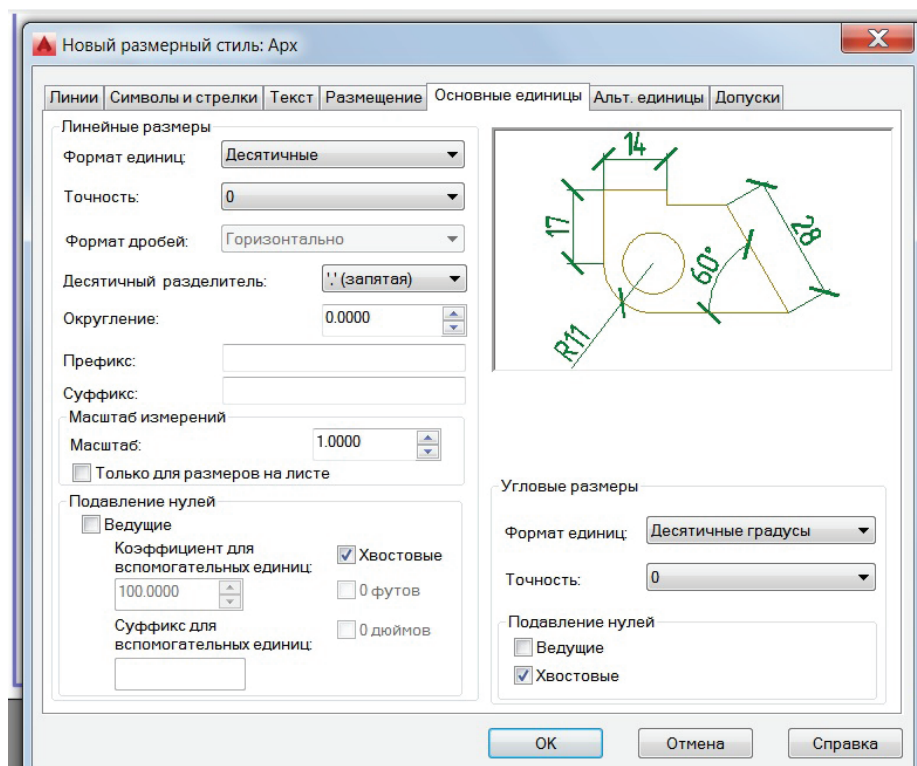 Новый размерный стиль: Арх
Линии Символы и стрелки Текст Размещение Основные единицы Альт. единицы Допуски
Линейные размеры
Формат единиц: Десятичные
Точность: 0
Формат дробей: Горизонтально
Десятичный разделитель: ',' (запятая)
Округление: 0.0000
Префикс:
Суффикс:
Масштаб измерений
Масштаб: 1.0000
Только для размеров на листе
Подавление нулей
Ведущие
Коэффициент для
вспомогательных единиц:
100.0000
Суффикс для
вспомогательных единиц:
Хвостовые
0 футов
0 дюймов
14
17
28
60°
R11
Угловые размеры
Формат единиц: Десятичные градусы
Точность: 0
Подавление нулей
Ведущие
Хвостовые
OK Отмена Справка